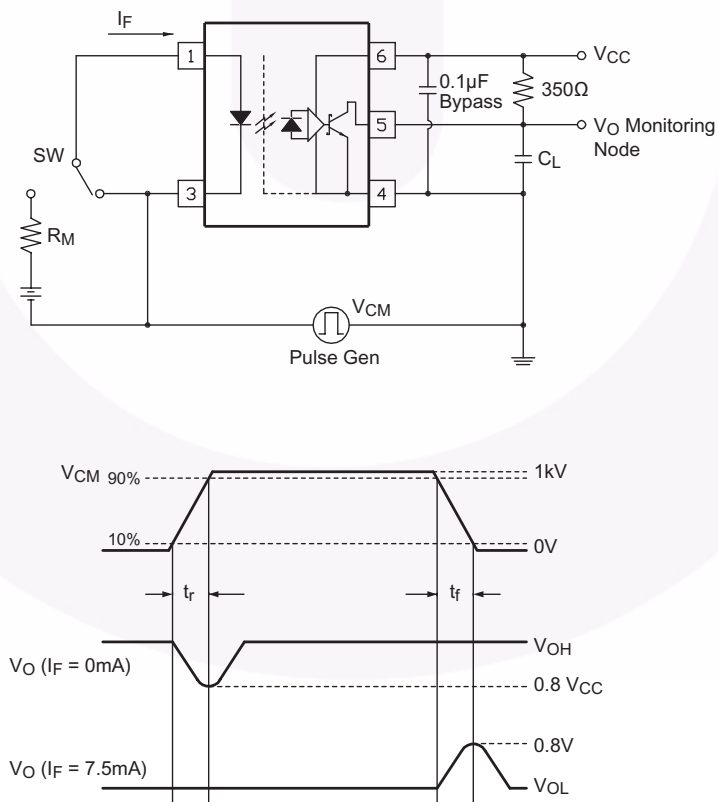 IF
1
6
VCC
0.1µF
Bypass
350Ω
5
VO Monitoring
Node
SW
CL
3
4
RM
VCM
Pulse Gen
VCM
90%
1kV
10%
0V
tr
tf
VOH
VO (IF = 0mA)
0.8 VCC
0.8V
VO (IF = 7.5mA)
VOL